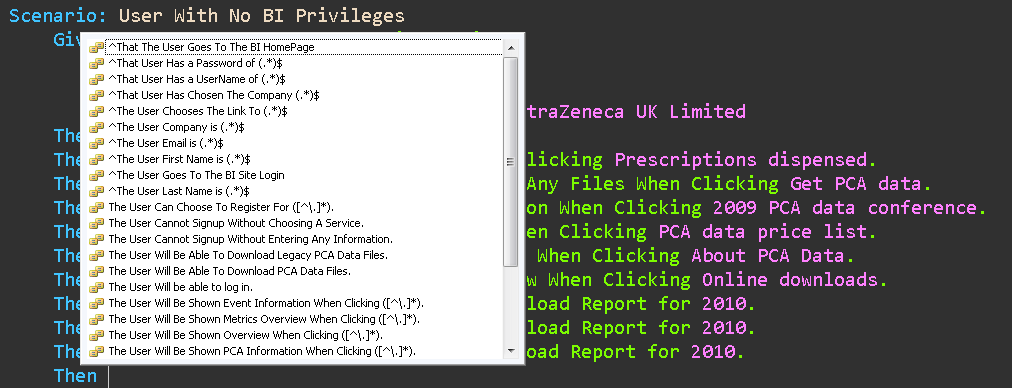 Scenario: User With No BI Privileges
Giv
^That The User Goes To The BI HomePage
^That User Has a Password of (.*)$
^That User Has a UserName of (.*)$
^That User Has Chosen The Company (.*)$
^The User Chooses The Link To (.*)$
^The User Company is (.*)$
^The User Email is (.*)$
^The User First Name is (.*)$
^The User Goes To The BI Site Login
^The User Last Name is (.*)$
The User Can Choose To Register For ([^\.]*).
The User Cannot Signup Without Choosing A Service.
The User Cannot Signup Without Entering Any Information.
The User Will Be Able To Download Legacy PCA Data Files.
The User Will Be Able To Download PCA Data Files.
The User Will be able to log in.
The User Will Be Shown Event Information When Clicking ([^\.]*).
The User Will Be Shown Metrics Overview When Clicking ([^\.]*).
The User Will Be Shown Overview When Clicking ([^\.]*).
The User Will Be Shown PCA Information When Clicking ([^\.]*).
traZeneca UK Limited
The
The licking Prescriptions dispensed.
The Any Files When Clicking Get PCA data.
The on When Clicking 2009 PCA data conference.
The en Clicking PCA data price list.
The When Clicking About PCA Data.
The w When Clicking Online downloads.
The load Report for 2010.
The load Report for 2010.
The oad Report for 2010.
Then